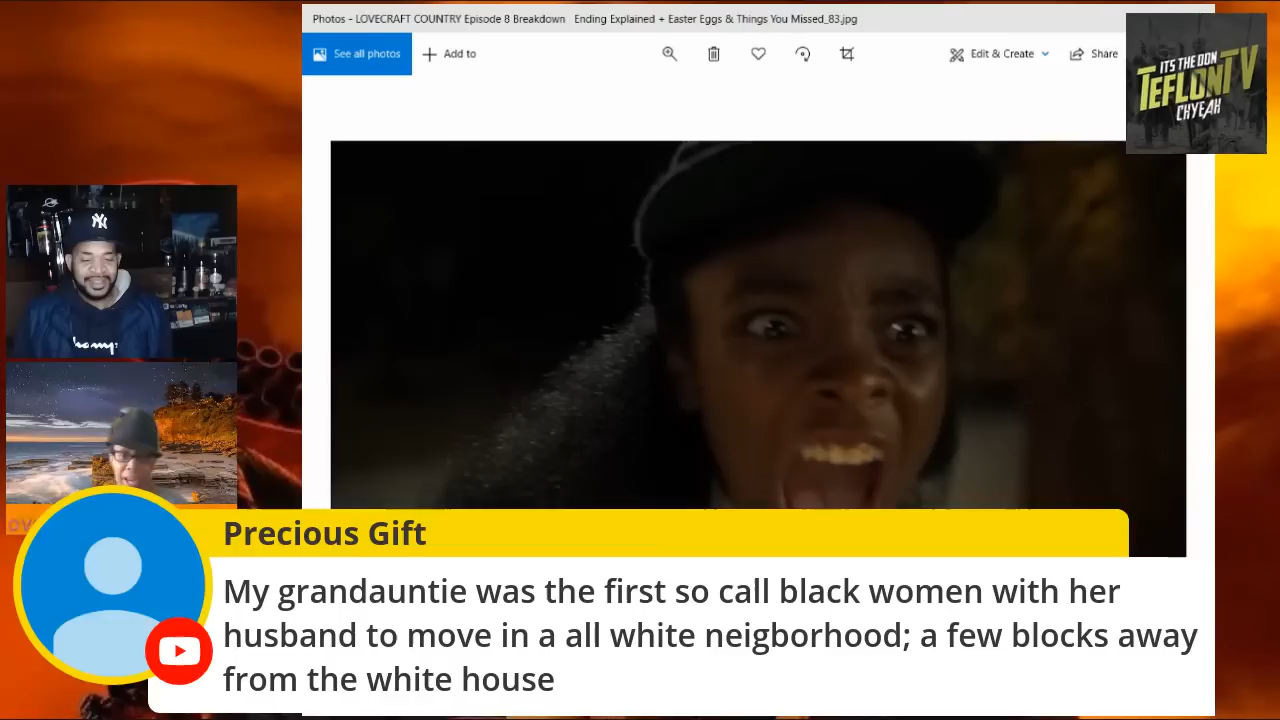 Photos - LOVECRAFT COUNTRY Episode 8 Breakdown Ending Explained + Easter Eggs & Things You Missed_83.jpg
See all photos
Add to
Edit & Create
Share
IT'S THE DON
TEFLONTV
CHYEAH
NY
Precious Gift
My grandauntie was the first so call black women with her
husband to move in a all white neigborhood; a few blocks away
from the white house